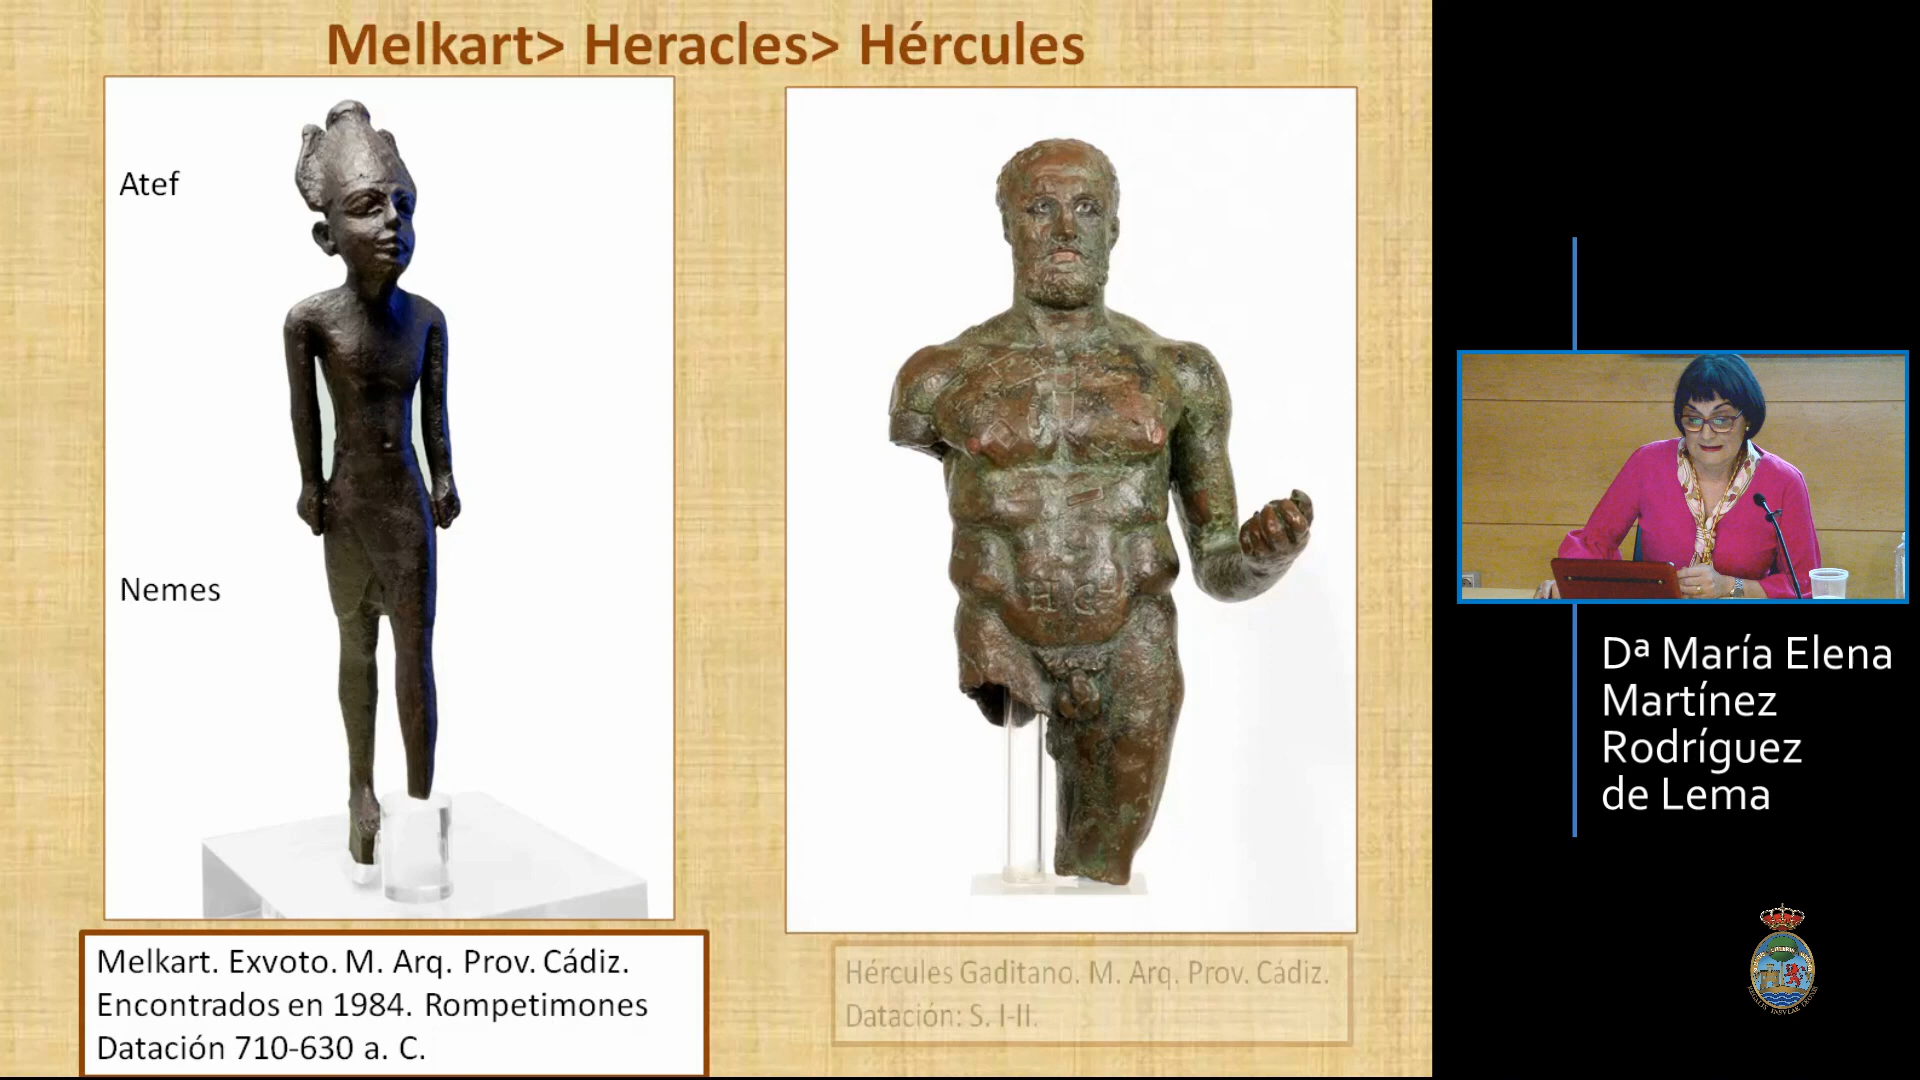 Melkart> Heracles> Hércules
Atef
Nemes
Melkart. Exvoto. M. Arq. Prov. Cádiz.
Encontrados en 1984. Rompetimones
Datación 710-630 a. C.
Hércules Gaditano. M. Arq. Prov. Cádiz.
Datación: S. I-II.
Dª María Elena
Martínez
Rodríguez
de Lema